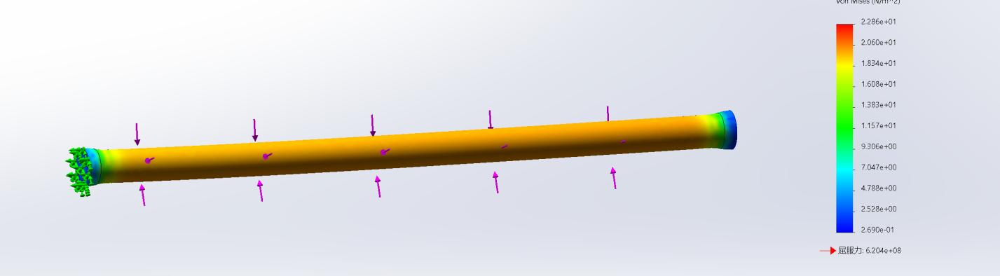 von Mises (N/m^2)
2.286e+01
2.060e+01
1.834e+01
1.608e+01
1.383e+01
1.157e+01
9.306e+00
7.047e+00
4.788e+00
2.528e+00
2.690e-01
屈服力: 6.204e+08